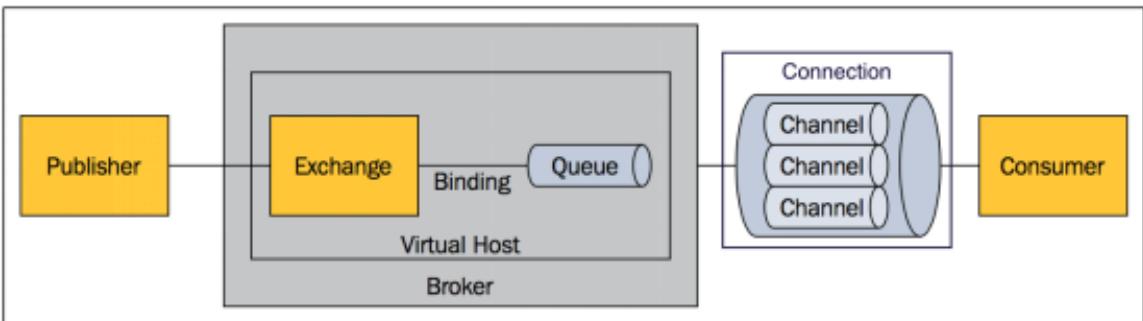 Publisher
Exchange
Binding
Queue
Virtual Host
Broker
Connection
Channel
Channel
Channel
Consumer